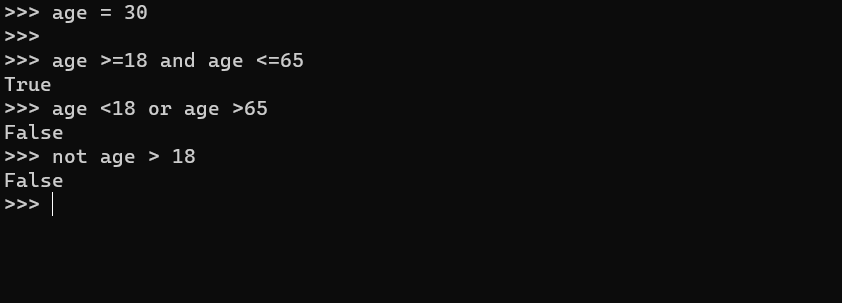 >>> age = 30
>>>
>>> age >=18 and age <=65
True
>>> age <18 or age >65
False
>>> not age > 18
False
>>>